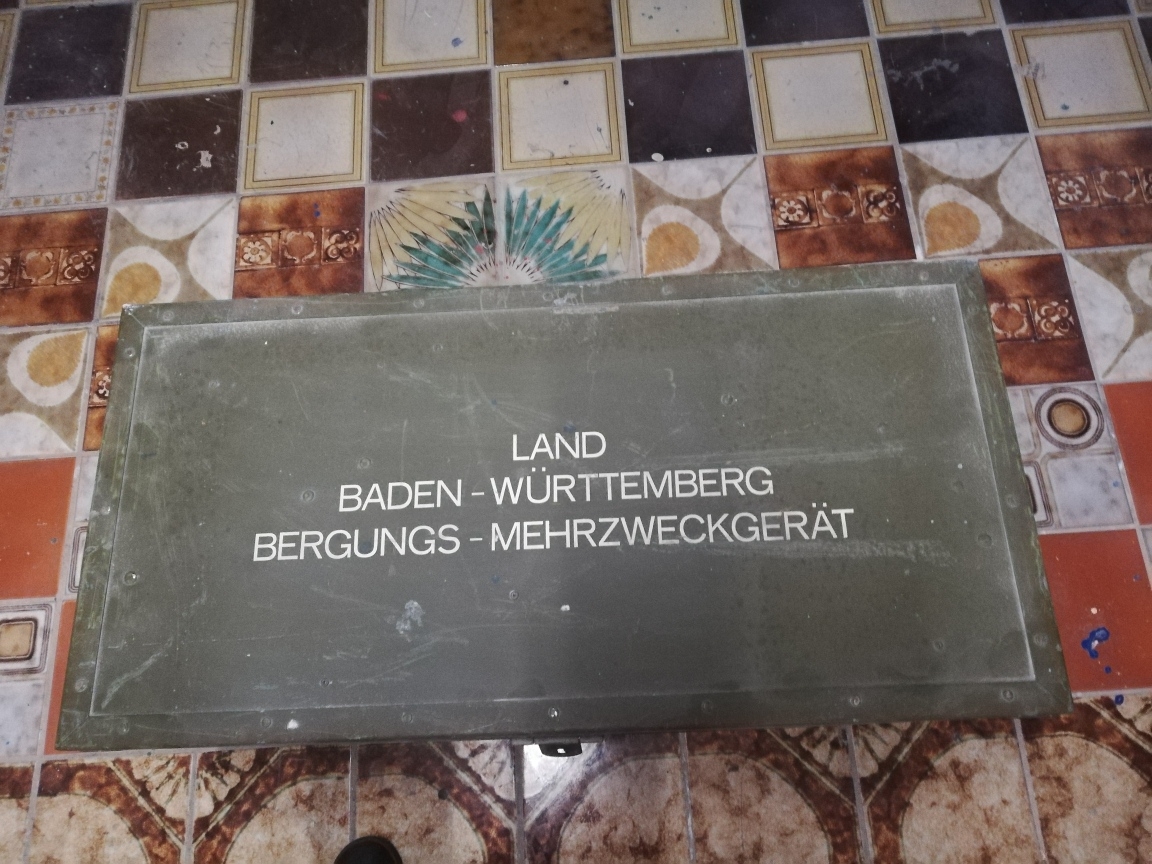 LAND
BADEN - WÜRTTEMBERG
BERGUNGS - MEHRZWECKGERÄT